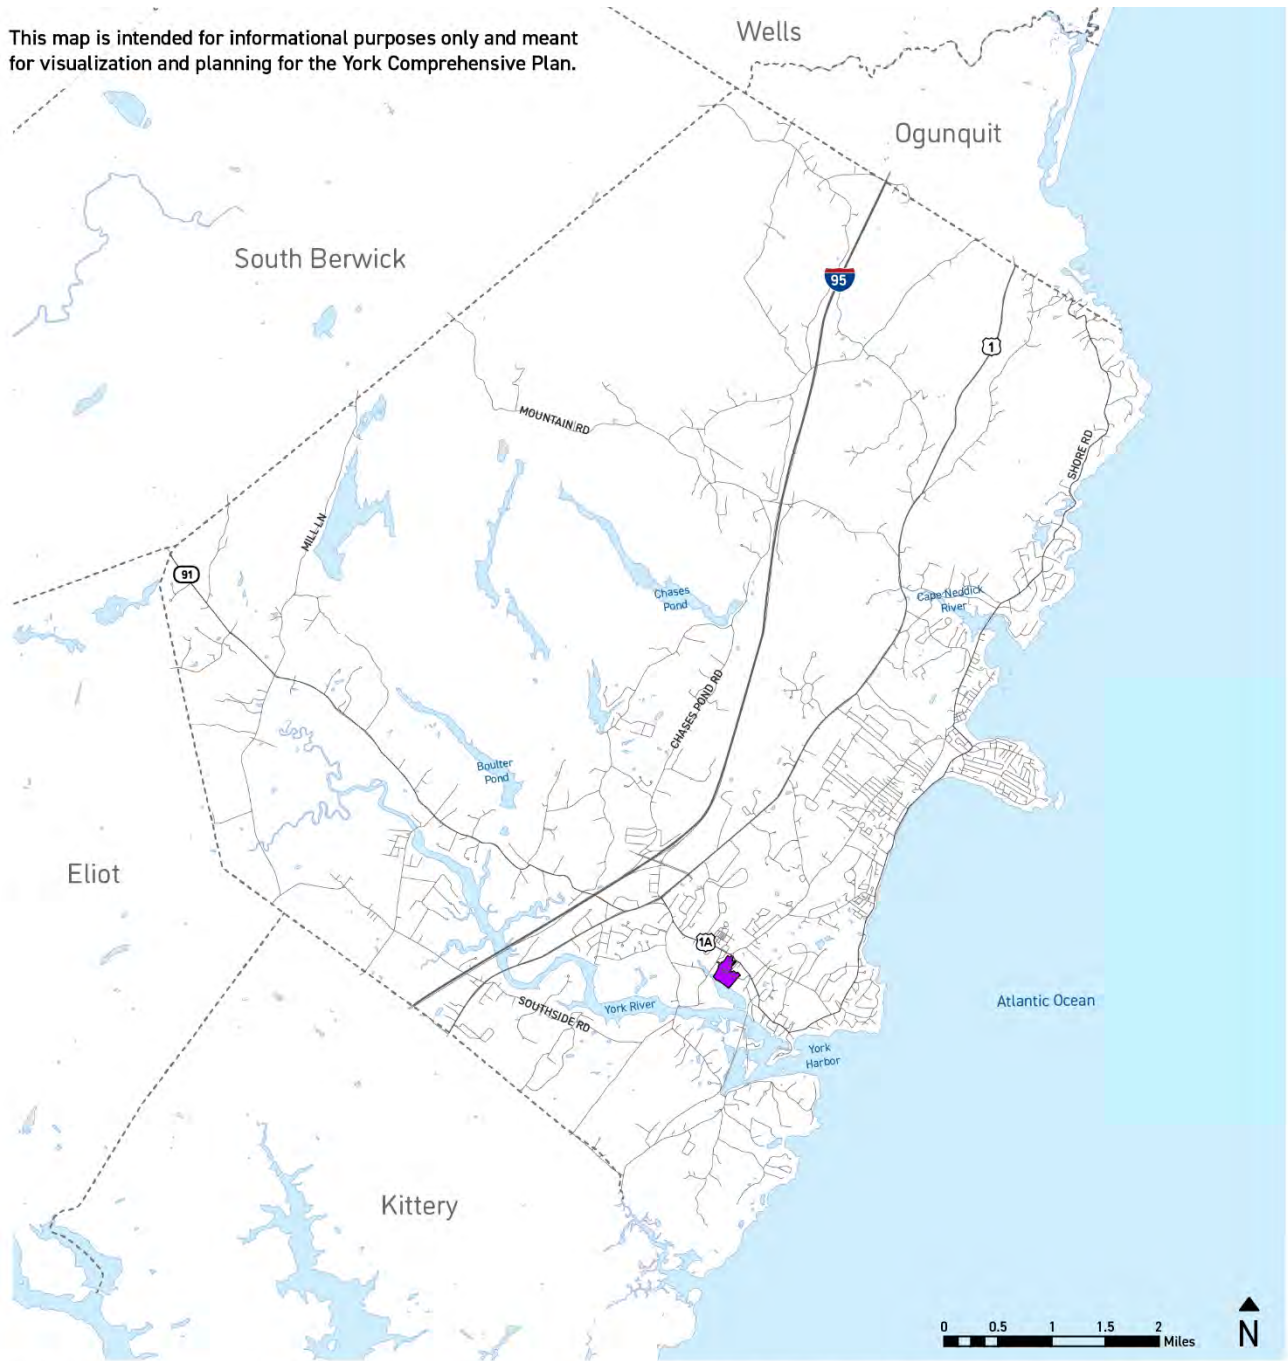 This map is intended for informational purposes only and meant
for visualization and planning for the York Comprehensive Plan.
Wells
Ogunquit
South Berwick
95
1
MOUNTAIN RD
SHORE RD
MILL LN
91
Chases
Pond
Cape Neddick
River
CHASES POND RD
Boulter
Pond
Eliot
1A
Atlantic Ocean
SOUTHSIDE RD
York River
York
Harbor
Kittery
0 0.5 1 1.5 2
Miles
N